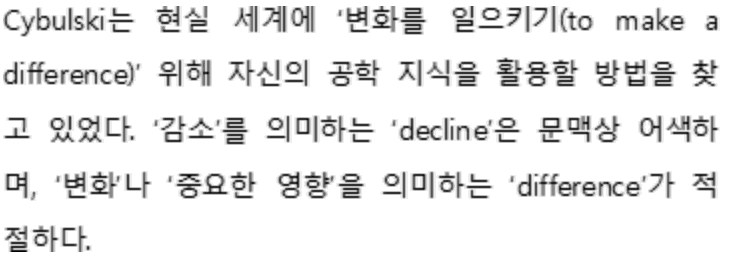 Cybulski는 현실 세계에 ‘변화를 일으키기(to make a
difference)’ 위해 자신의 공학 지식을 활용할 방법을 찾
고 있었다. ‘감소’를 의미하는 ‘decline’은 문맥상 어색하
며, ‘변화’나 ‘중요한 영향’을 의미하는 ‘difference’가 적
절하다.